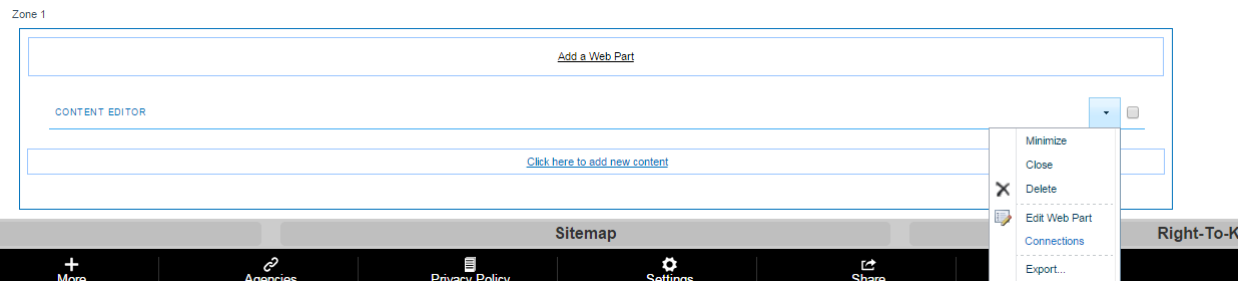 Zone 1
Add a Web Part
CONTENT EDITOR
Minimize
Close
Delete
Edit Web Part
Connections
Export...
Click here to add new content
Sitemap
Right-To-K
More
Agencies
Privacy Policy
Settings
Share